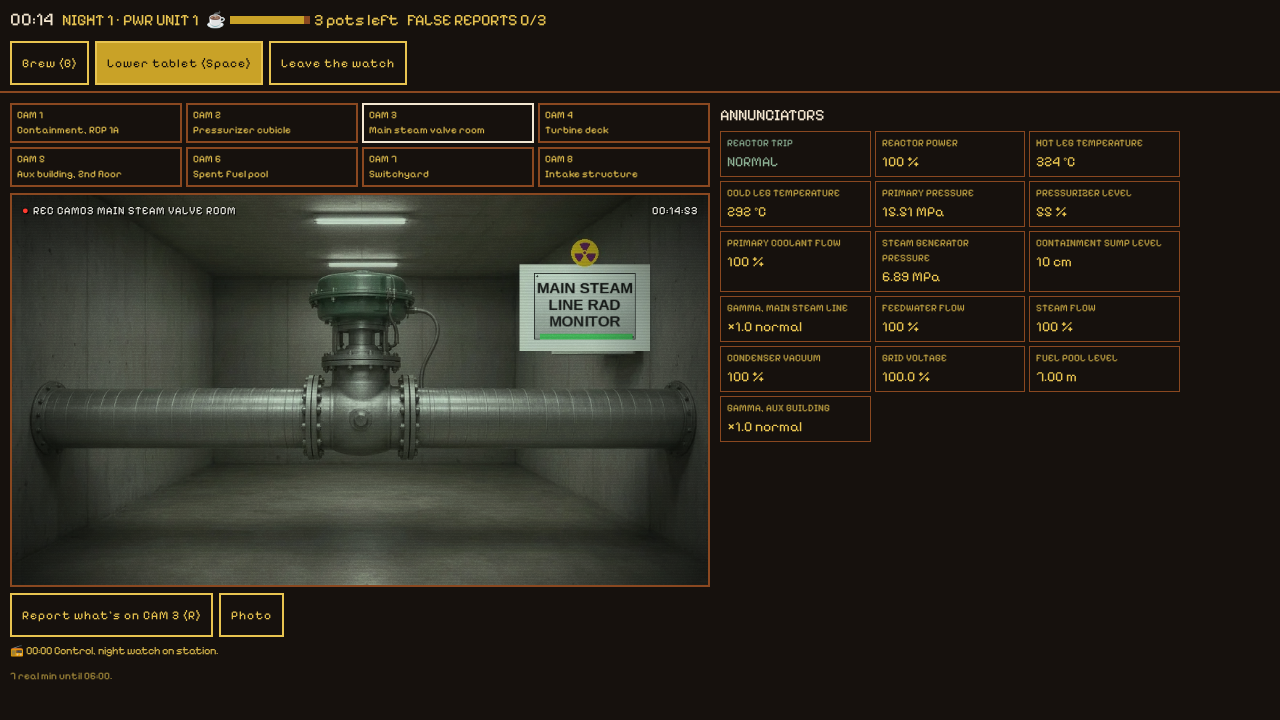 00:14 NIGHT 1 · PWR UNIT 1 3 pots left FALSE REPORTS 0/3
Brew (B) Lower tablet (Space) Leave the watch
CAM 1
Containment, RCP 1A
CAM 2
Pressurizer cubicle
CAM 3
Main steam valve room
CAM 4
Turbine deck
CAM 5
Aux building, 2nd floor
CAM 6
Spent fuel pool
CAM 7
Switchyard
CAM 8
Intake structure
REC CAM03 MAIN STEAM VALVE ROOM 00:14:53
MAIN STEAM
LINE RAD
MONITOR
Report what's on CAM 3 (R) Photo
00:00 Control, night watch on station.
7 real min until 06:00.
ANNUNCIATORS
REACTOR TRIP
NORMAL
REACTOR POWER
100 %
HOT LEG TEMPERATURE
324 °C
COLD LEG TEMPERATURE
292 °C
PRIMARY PRESSURE
15.51 MPa
PRESSURIZER LEVEL
55 %
PRIMARY COOLANT FLOW
100 %
STEAM GENERATOR
PRESSURE
6.89 MPa
CONTAINMENT SUMP LEVEL
10 cm
GAMMA, MAIN STEAM LINE
×1.0 normal
FEEDWATER FLOW
100 %
STEAM FLOW
100 %
CONDENSER VACUUM
100 %
GRID VOLTAGE
100.0 %
FUEL POOL LEVEL
7.00 m
GAMMA, AUX BUILDING
×1.0 normal